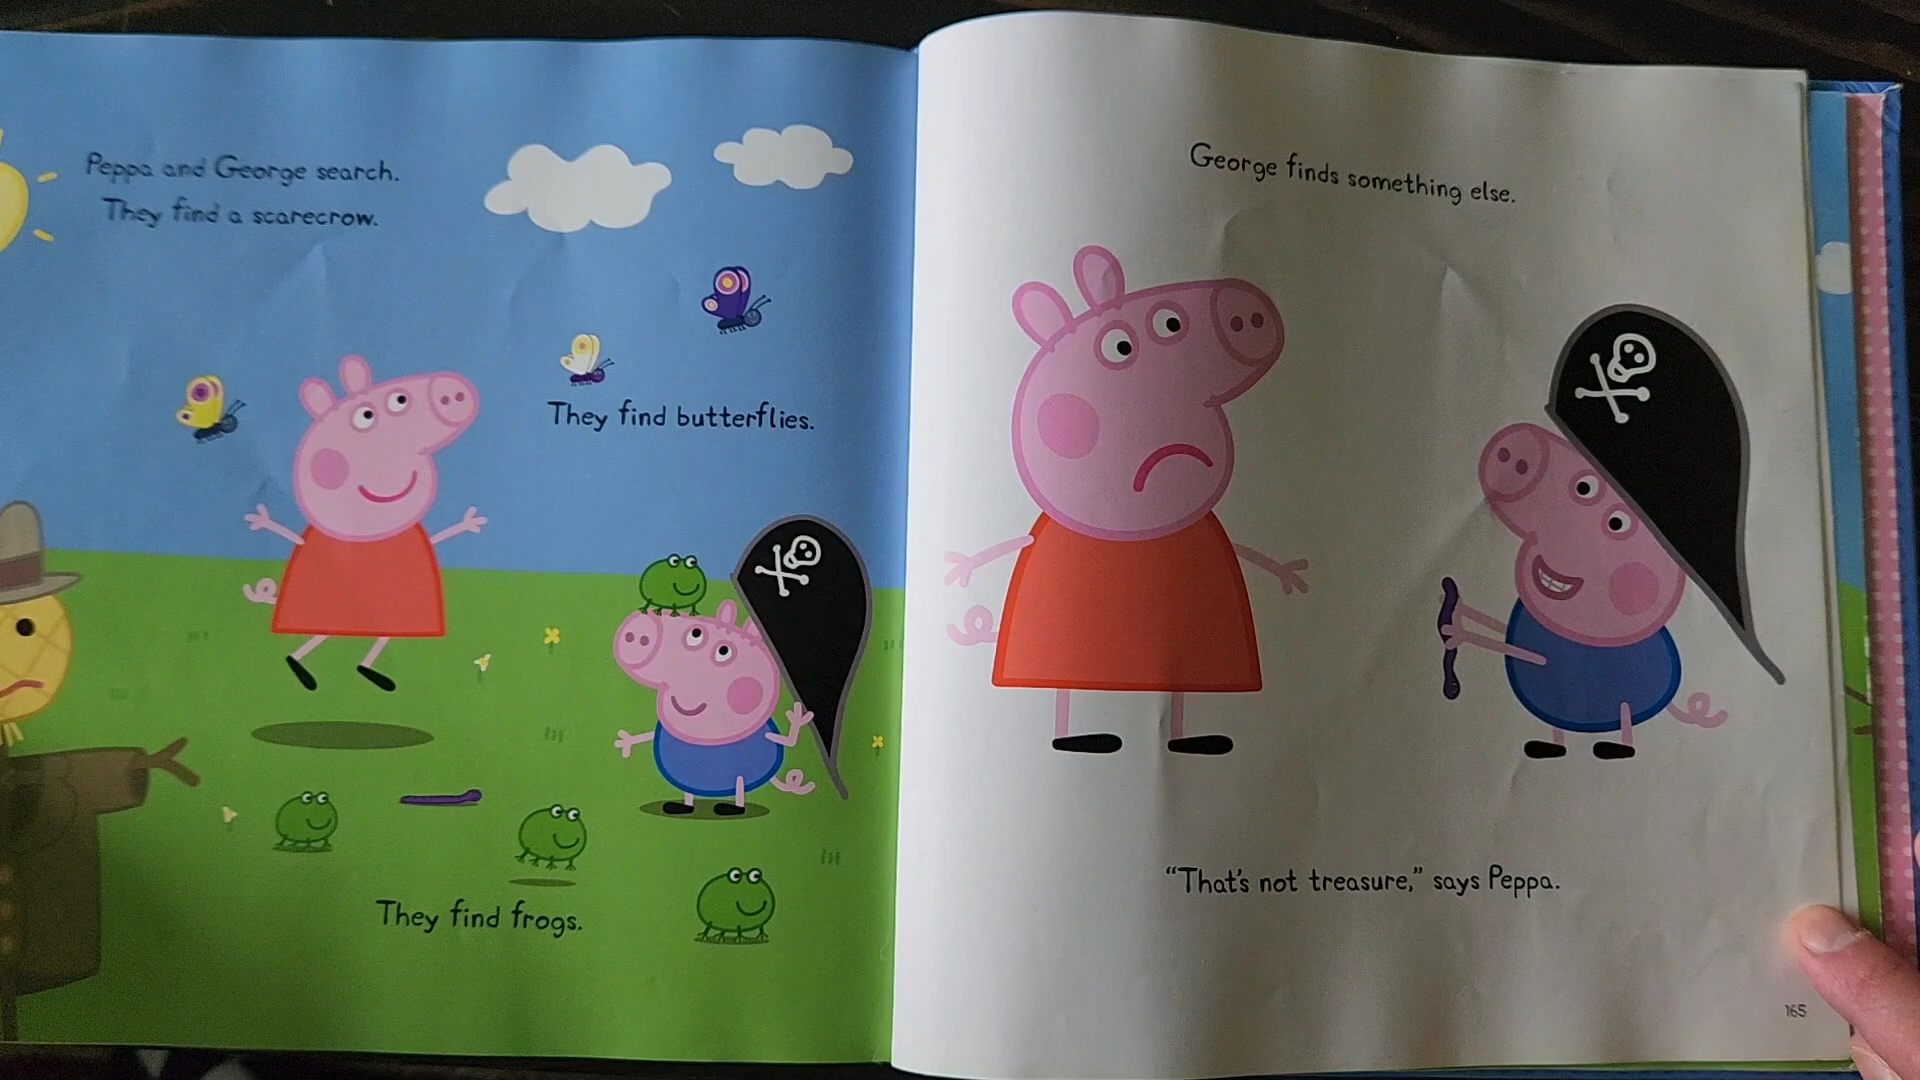 Peppa and George search.
They find a scarecrow.
They find butterflies.
They find frogs.
George finds something else.
“That’s not treasure,” says Peppa.
165